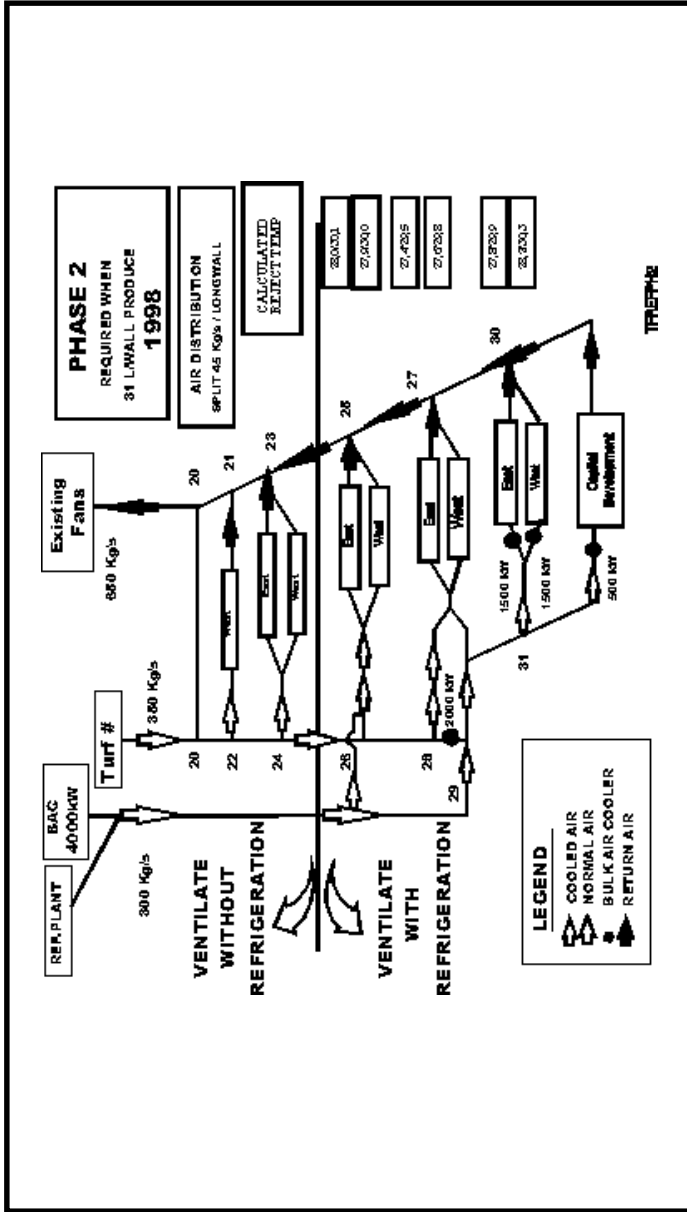 REF.PLANT
BAC
4000kW
Turf #
Existing
Fans
PHASE 2
REQUIRED WHEN
31 L/WALL PRODUCE
1998
300 Kg/s
380 Kg/s
680 Kg/s
AIR DISTRIBUTION
SPLIT 45 Kg's / LONGWALL
CALCULATED
REJECT TEMP
VENTILATE
WITHOUT
REFRIGERATION
VENTILATE
WITH
REFRIGERATION
20
20
22
West
21
24
East
West
23
26
East
West
25
28
2000 KW
East
West
27
29
31
1500 KW
1500 KW
East
West
30
500 KW
Capital
Development
LEGEND
COOLED AIR
NORMAL AIR
BULK AIR COOLER
RETURN AIR